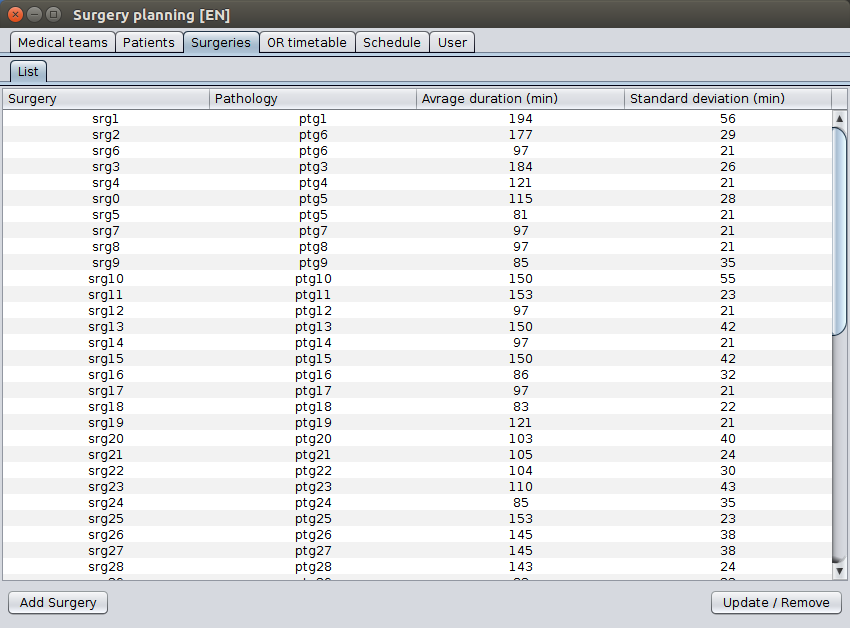 Surgery planning [EN]
Medical teams Patients Surgeries OR timetable Schedule User
List
Surgery Pathology Avrage duration (min) Standard deviation (min)
srg1 ptg1 194 56
srg2 ptg6 177 29
srg6 ptg6 97 21
srg3 ptg3 184 26
srg4 ptg4 121 21
srg0 ptg5 115 28
srg5 ptg5 81 21
srg7 ptg7 97 21
srg8 ptg8 97 21
srg9 ptg9 85 35
srg10 ptg10 150 55
srg11 ptg11 153 23
srg12 ptg12 97 21
srg13 ptg13 150 42
srg14 ptg14 97 21
srg15 ptg15 150 42
srg16 ptg16 86 32
srg17 ptg17 97 21
srg18 ptg18 83 22
srg19 ptg19 121 21
srg20 ptg20 103 40
srg21 ptg21 105 24
srg22 ptg22 104 30
srg23 ptg23 110 43
srg24 ptg24 85 35
srg25 ptg25 153 23
srg26 ptg26 145 38
srg27 ptg27 145 38
srg28 ptg28 143 24
Add Surgery Update / Remove